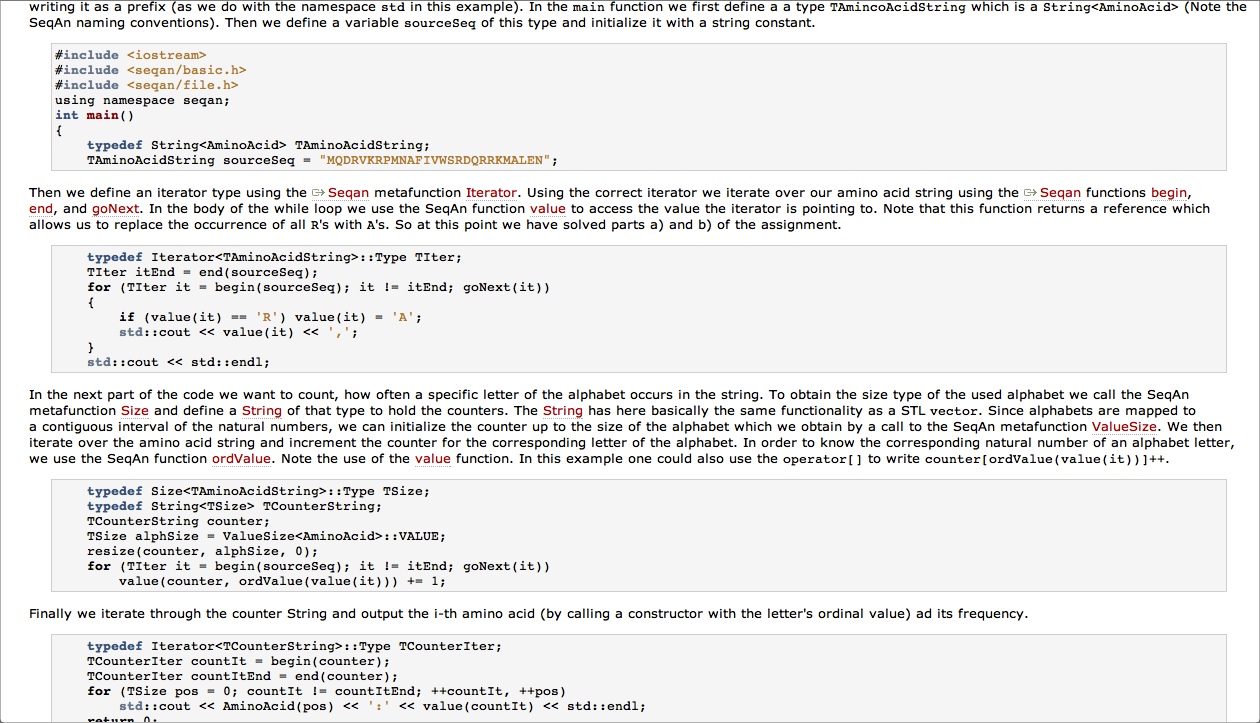 writing it as a prefix (as we do with the namespace std in this example). In the main function we first define a a type TAmincoAcidString which is a String<AminoAcid> (Note the
SeqAn naming conventions). Then we define a variable sourceSeq of this type and initialize it with a string constant.
#include <iostream>
#include <seqan/basic.h>
#include <seqan/file.h>
using namespace seqan;
int main()
{
    typedef String<AminoAcid> TAminoAcidString;
    TAminoAcidString sourceSeq = "MQDRVKRPMNAFIVWSRDQRRKMALEN";
Then we define an iterator type using the Seqan metafunction Iterator. Using the correct iterator we iterate over our amino acid string using the Seqan functions begin,
end, and goNext. In the body of the while loop we use the SeqAn function value to access the value the iterator is pointing to. Note that this function returns a reference which
allows us to replace the occurrence of all R's with A's. So at this point we have solved parts a) and b) of the assignment.
    typedef Iterator<TAminoAcidString>::Type TIter;
    TIter itEnd = end(sourceSeq);
    for (TIter it = begin(sourceSeq); it != itEnd; goNext(it))
    {
        if (value(it) == 'R') value(it) = 'A';
        std::cout << value(it) << ',';
    }
    std::cout << std::endl;
In the next part of the code we want to count, how often a specific letter of the alphabet occurs in the string. To obtain the size type of the used alphabet we call the SeqAn
metafunction Size and define a String of that type to hold the counters. The String has here basically the same functionality as a STL vector. Since alphabets are mapped to
a contiguous interval of the natural numbers, we can initialize the counter up to the size of the alphabet which we obtain by a call to the SeqAn metafunction ValueSize. We then
iterate over the amino acid string and increment the counter for the corresponding letter of the alphabet. In order to know the corresponding natural number of an alphabet letter,
we use the SeqAn function ordValue. Note the use of the value function. In this example one could also use the operator[] to write counter[ordValue(value(it))]++.
    typedef Size<TAminoAcidString>::Type TSize;
    typedef String<TSize> TCounterString;
    TCounterString counter;
    TSize alphSize = ValueSize<AminoAcid>::VALUE;
    resize(counter, alphSize, 0);
    for (TIter it = begin(sourceSeq); it != itEnd; goNext(it))
        value(counter, ordValue(value(it))) += 1;
Finally we iterate through the counter String and output the i-th amino acid (by calling a constructor with the letter's ordinal value) ad its frequency.
    typedef Iterator<TCounterString>::Type TCounterIter;
    TCounterIter countIt = begin(counter);
    TCounterIter countItEnd = end(counter);
    for (TSize pos = 0; countIt != countItEnd; ++countIt, ++pos)
        std::cout << AminoAcid(pos) << ':' << value(countIt) << std::endl;
    return 0;